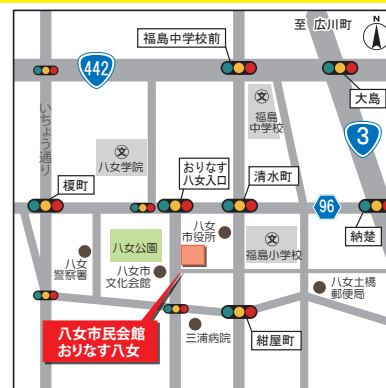 至 広川町
N
福島中学校前
442
大島
福島
中学校
文
3
いちょう通り
文
八女学院
おりなす
八女入口
清水町
榎町
96
納楚
八女
市役所
八女公園
文
福島小学校
八女
警察署
八女市
文化会館
八女土橋
郵便局
八女市民会館
おりなす八女
三浦病院
紺屋町